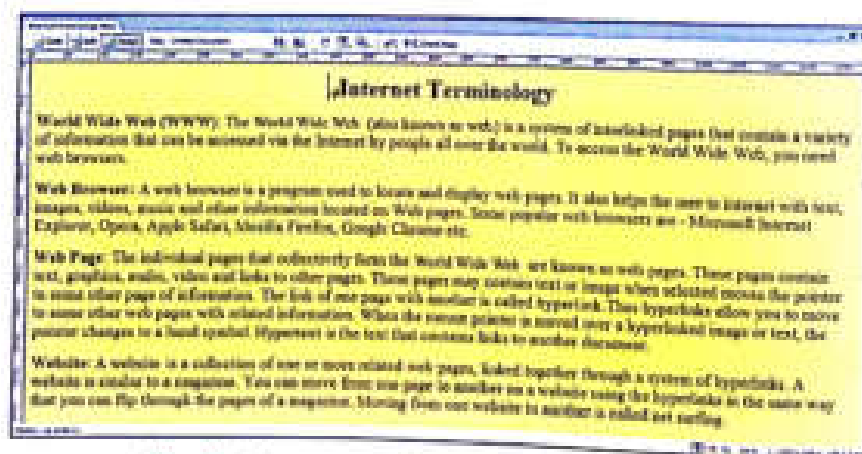 Internet Terminology
World Wide Web (WWW): The World Wide Web (also known as web) is a system of interlinked pages that contain a variety
of information that can be accessed via the Internet by people all over the world. To access the World Wide Web, you need
web browsers.
Web Browser: A web browser is a program used to locate and display web pages. It also helps the user to interact with text,
images, videos, music and other information located on Web pages. Some popular web browsers are - Microsoft Internet
Explorer, Opera, Apple Safari, Mozilla Firefox, Google Chrome etc.
Web Page: The individual pages that collectively form the World Wide Web are known as web pages. These pages contain
text, graphics, audio, video and links to other pages. These pages may contain text or image when selected moves the pointer
to some other page of information. The link of one page with another is called hyperlink. Thus hyperlinks allow you to move
to some other web pages with related information. When the mouse pointer is moved over a hyperlinked image or text, the
pointer changes to a hand symbol. Hypertext is the text that contains links to another document.
Website: A website is a collection of one or more related web pages, linked together through a system of hyperlinks. A
website is similar to a magazine. You can move from one page to another on a website using the hyperlinks in the same way
that you can flip through the pages of a magazine. Moving from one website to another is called net surfing.